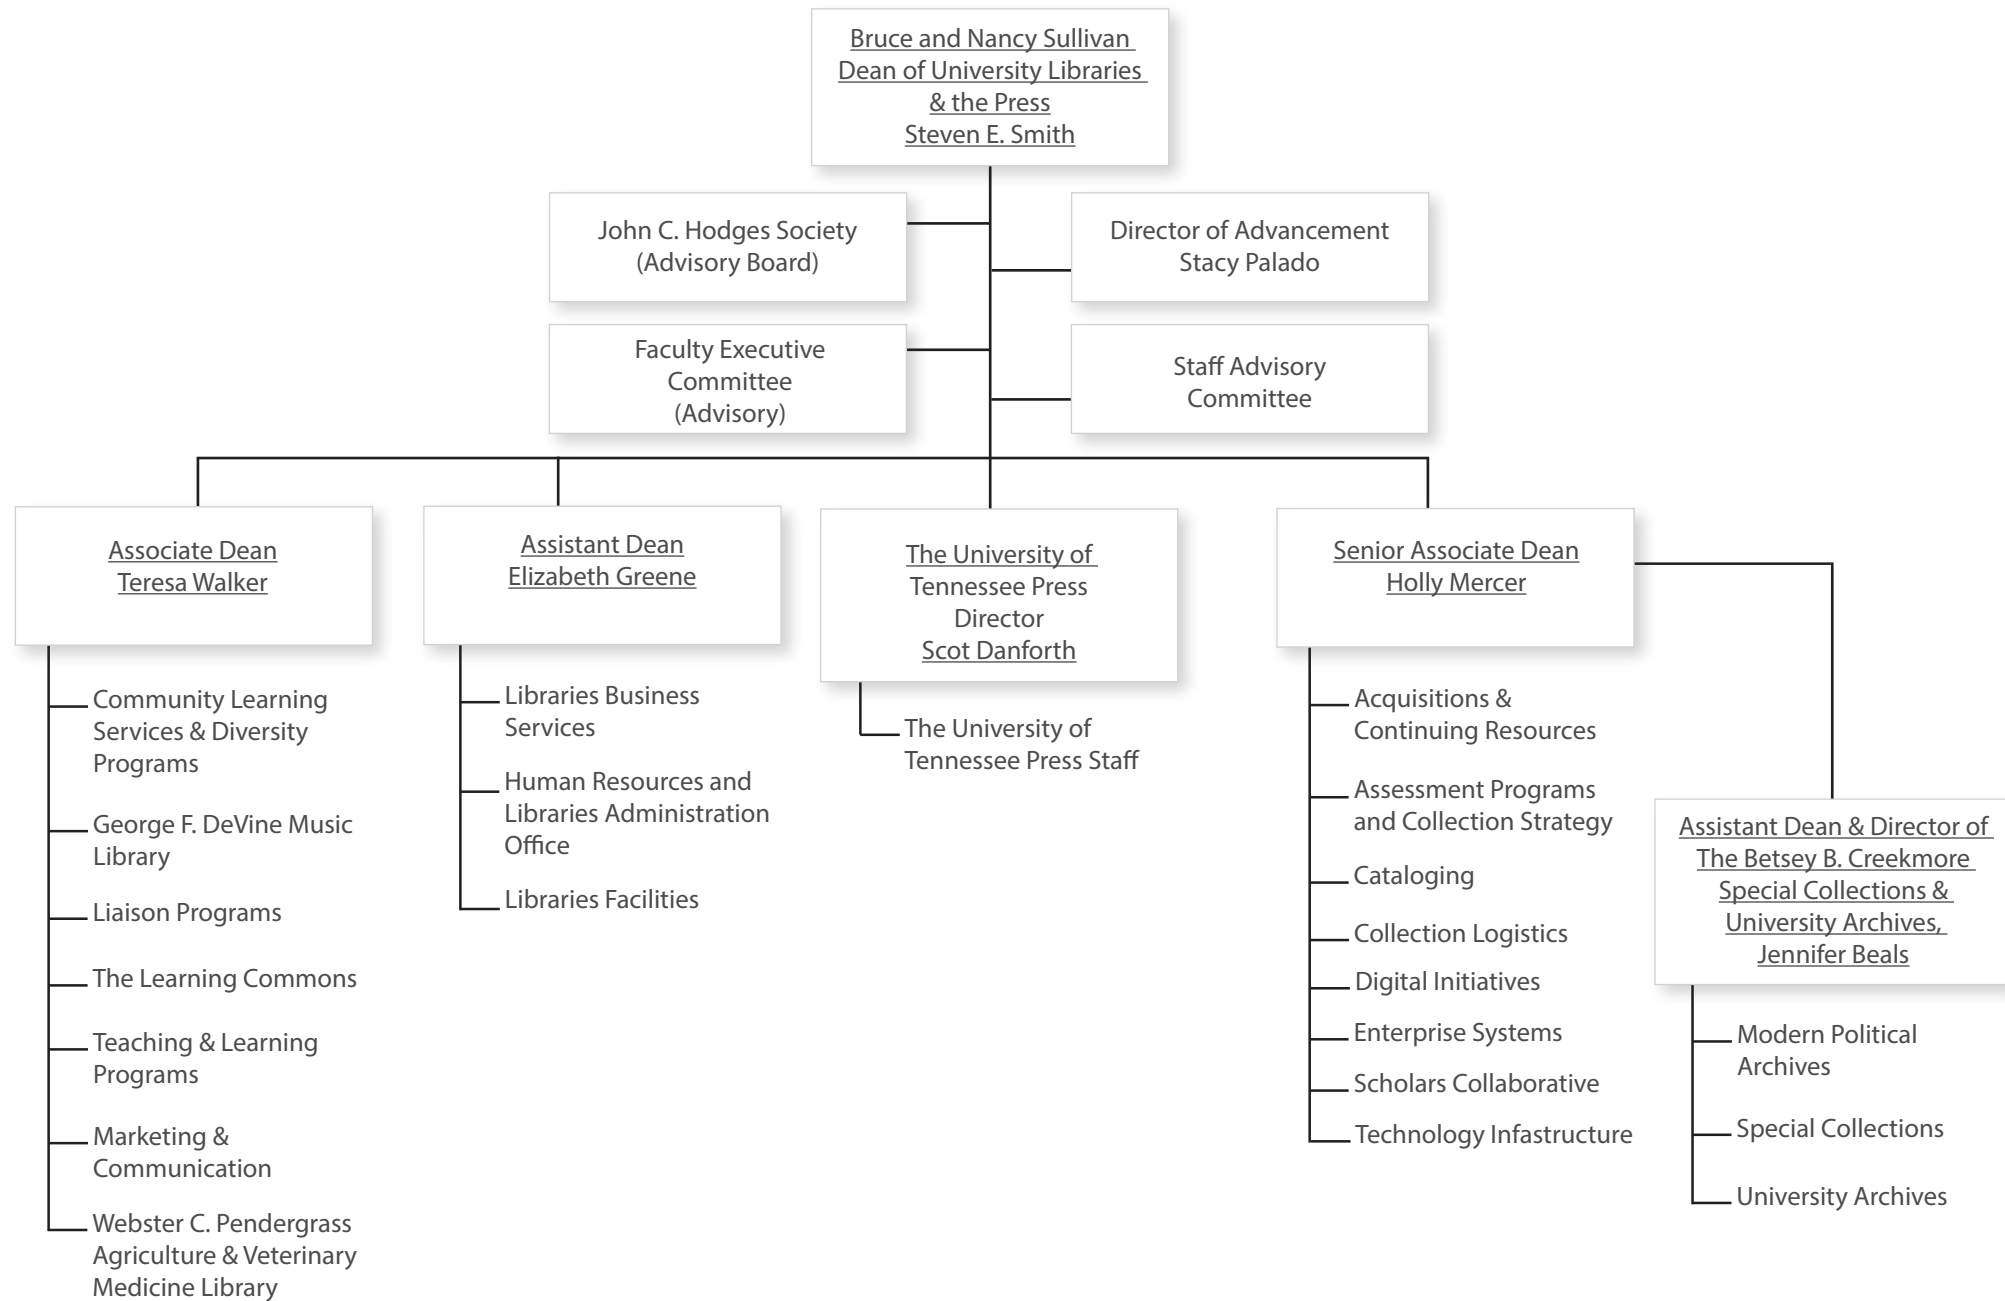 Bruce and Nancy Sullivan
Dean of University Libraries
& the Press
Steven E. Smith
John C. Hodges Society
(Advisory Board)
Director of Advancement
Stacy Palado
Faculty Executive
Committee
(Advisory)
Staff Advisory
Committee
Associate Dean
Teresa Walker
Community Learning
Services & Diversity
Programs
George F. DeVine Music
Library
Liaison Programs
The Learning Commons
Teaching & Learning
Programs
Marketing &
Communication
Webster C. Pendergrass
Agriculture & Veterinary
Medicine Library
Assistant Dean
Elizabeth Greene
Libraries Business
Services
Human Resources and
Libraries Administration
Office
Libraries Facilities
The University of
Tennessee Press
Director
Scot Danforth
The University of
Tennessee Press Staff
Senior Associate Dean
Holly Mercer
Acquisitions &
Continuing Resources
Assessment Programs
and Collection Strategy
Cataloging
Collection Logistics
Digital Initiatives
Enterprise Systems
Scholars Collaborative
Technology Infastructure
Assistant Dean & Director of
The Betsey B. Creekmore
Special Collections &
University Archives,
Jennifer Beals
Modern Political
Archives
Special Collections
University Archives